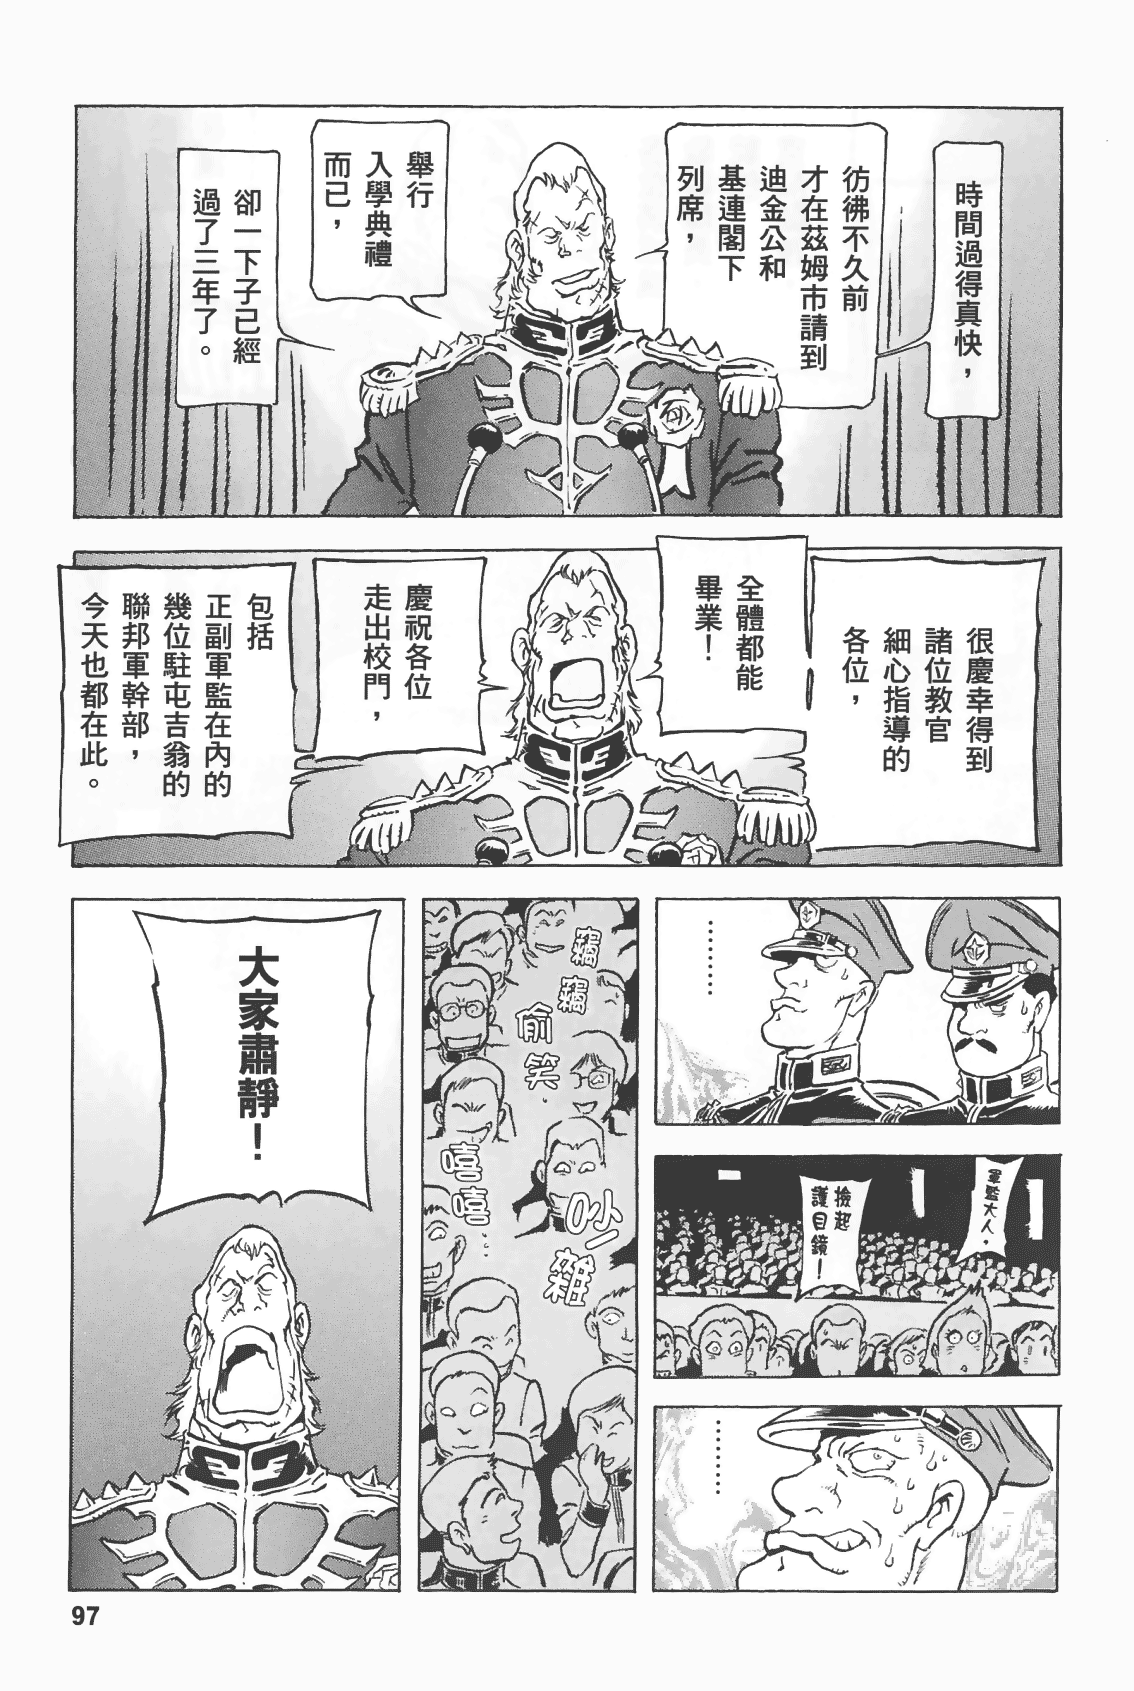 時間過得真快，
彷彿不久前
才在茲姆市請到
迪金公和
基連閣下
列席，
舉行
入學典禮
而已，
卻一下子已經
過了三年了。
很慶幸得到
諸位教官
細心指導的
各位，
全體都能
畢業！
慶祝各位
走出校門，
包括
正副軍監在內的
幾位駐屯吉翁的
聯邦軍幹部，
今天也都在此。
………
軍監大人，
撿起
護目鏡！
………
竊竊
偷笑
嘻嘻…
吵雜
大家肅靜！
97